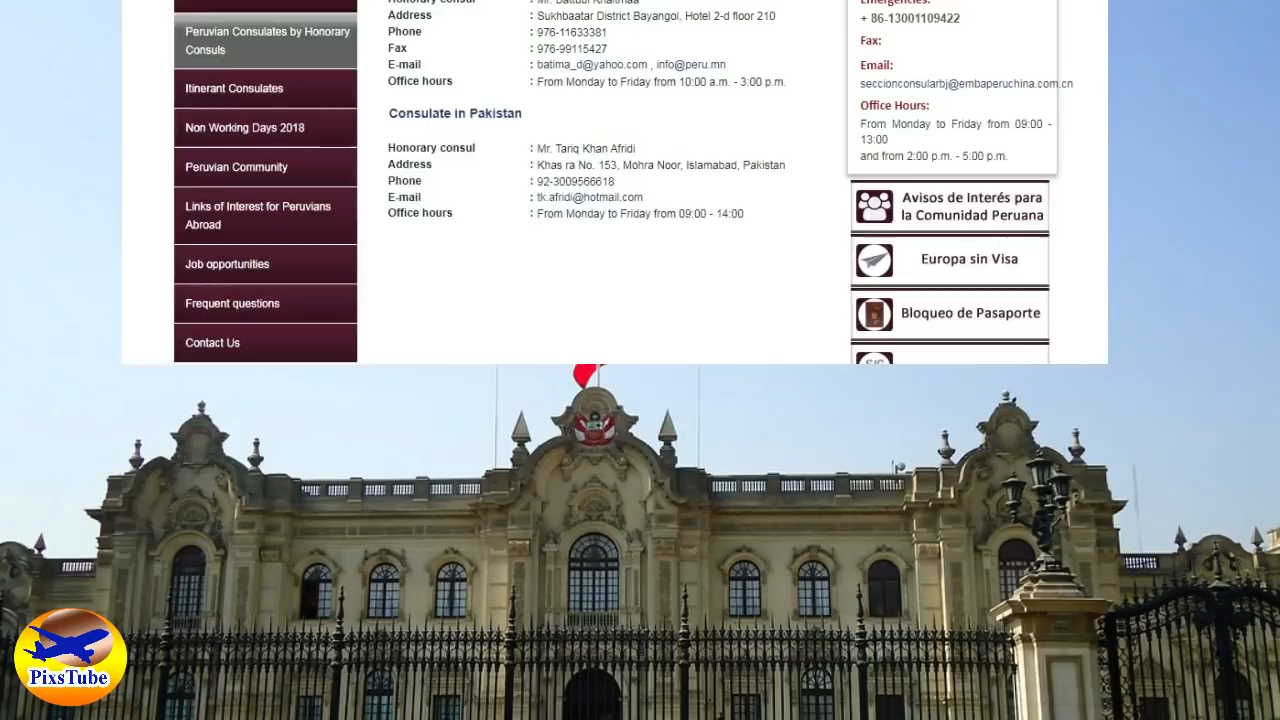 Peruvian Consulates by Honorary
Consuls
Itinerant Consulates
Non Working Days 2018
Peruvian Community
Links of Interest for Peruvians
Abroad
Job opportunities
Frequent questions
Contact Us
Honorary consul : Mr. Battuul Khaltmaa
Address : Sukhbaatar District Bayangol, Hotel 2-d floor 210
Phone : 976-11633381
Fax : 976-99115427
E-mail : batima_d@yahoo.com , info@peru.mn
Office hours : From Monday to Friday from 10:00 a.m. - 3:00 p.m.
Consulate in Pakistan
Honorary consul : Mr. Tariq Khan Afridi
Address : Khas ra No. 153, Mohra Noor, Islamabad, Pakistan
Phone : 92-3009566618
E-mail : tk.afridi@hotmail.com
Office hours : From Monday to Friday from 09:00 - 14:00
Emergencies:
+ 86-13001109422
Fax:
Email:
seccionconsularbj@embaperuchina.com.cn
Office Hours:
From Monday to Friday from 09:00 -
13:00
and from 2:00 p.m. - 5:00 p.m.
Avisos de Interés para
la Comunidad Peruana
Europa sin Visa
Bloqueo de Pasaporte
PixsTube